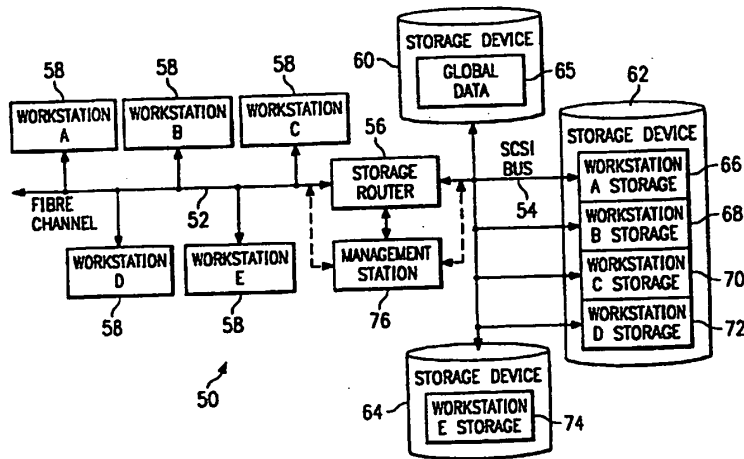 58
WORKSTATION
A
58
WORKSTATION
B
58
WORKSTATION
C
60
STORAGE DEVICE
GLOBAL
DATA
65
62
STORAGE DEVICE
WORKSTATION
A STORAGE
66
WORKSTATION
B STORAGE
68
WORKSTATION
C STORAGE
70
WORKSTATION
D STORAGE
72
56
STORAGE
ROUTER
SCSI
BUS
54
FIBRE
CHANNEL
52
WORKSTATION
D
58
WORKSTATION
E
58
MANAGEMENT
STATION
76
50
64
STORAGE DEVICE
WORKSTATION
E STORAGE
74